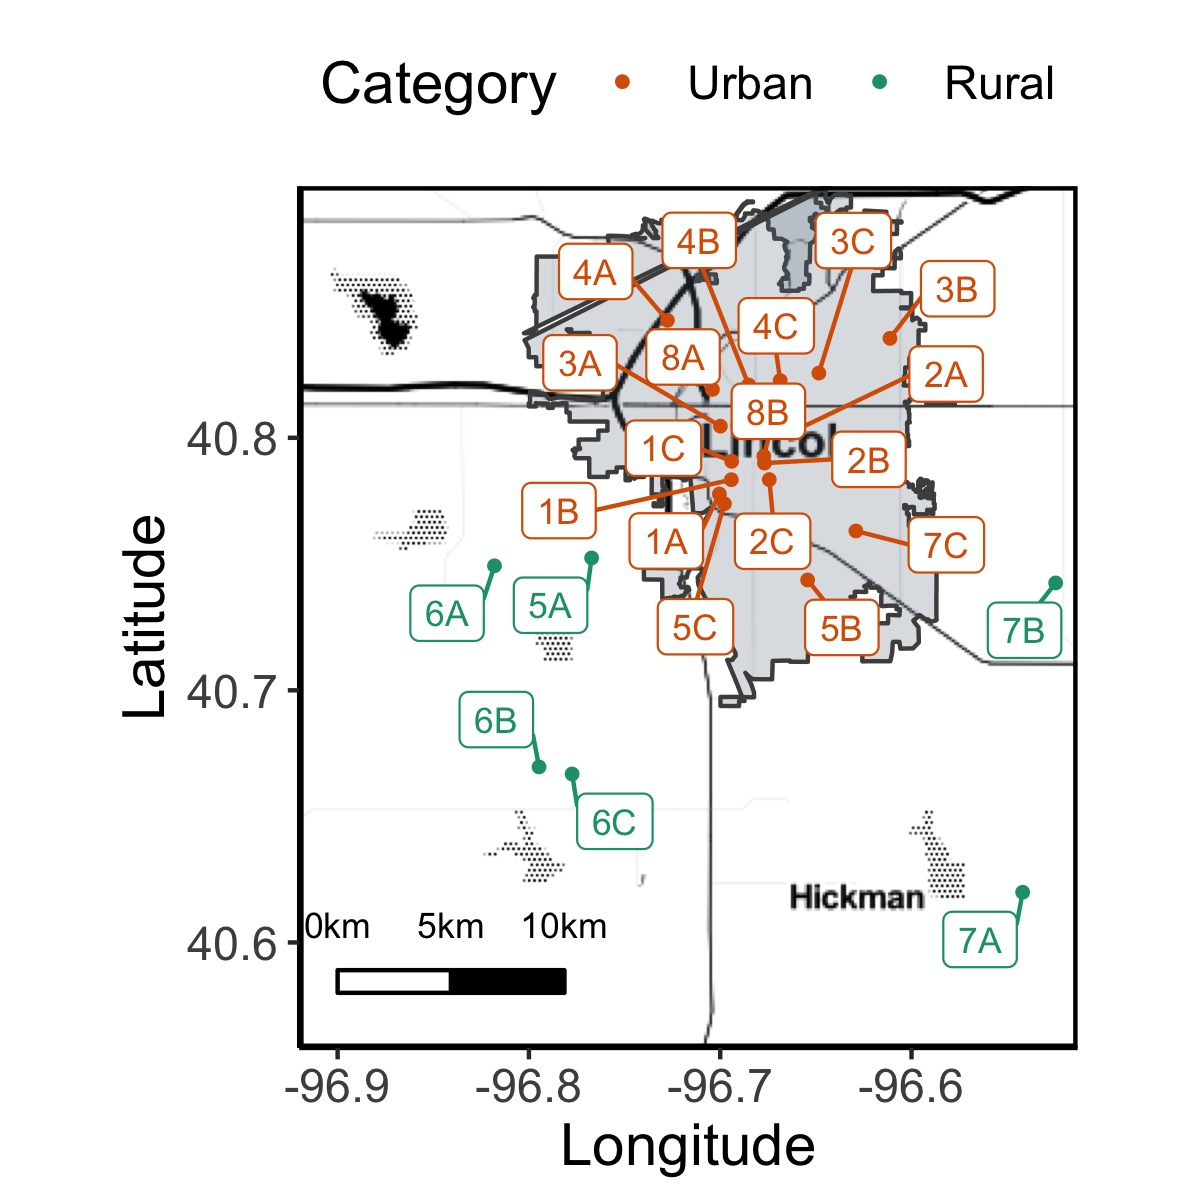 Category Urban Rural
4B 3C
4A 3B
4C
3A 8A 2A
8B
Lincol
1C 2B
1B
1A 2C 7C
6A 5A
5C 5B 7B
6B
6C
Hickman
0km 5km 10km
7A
40.8
40.7
40.6
Latitude
-96.9 -96.8 -96.7 -96.6
Longitude